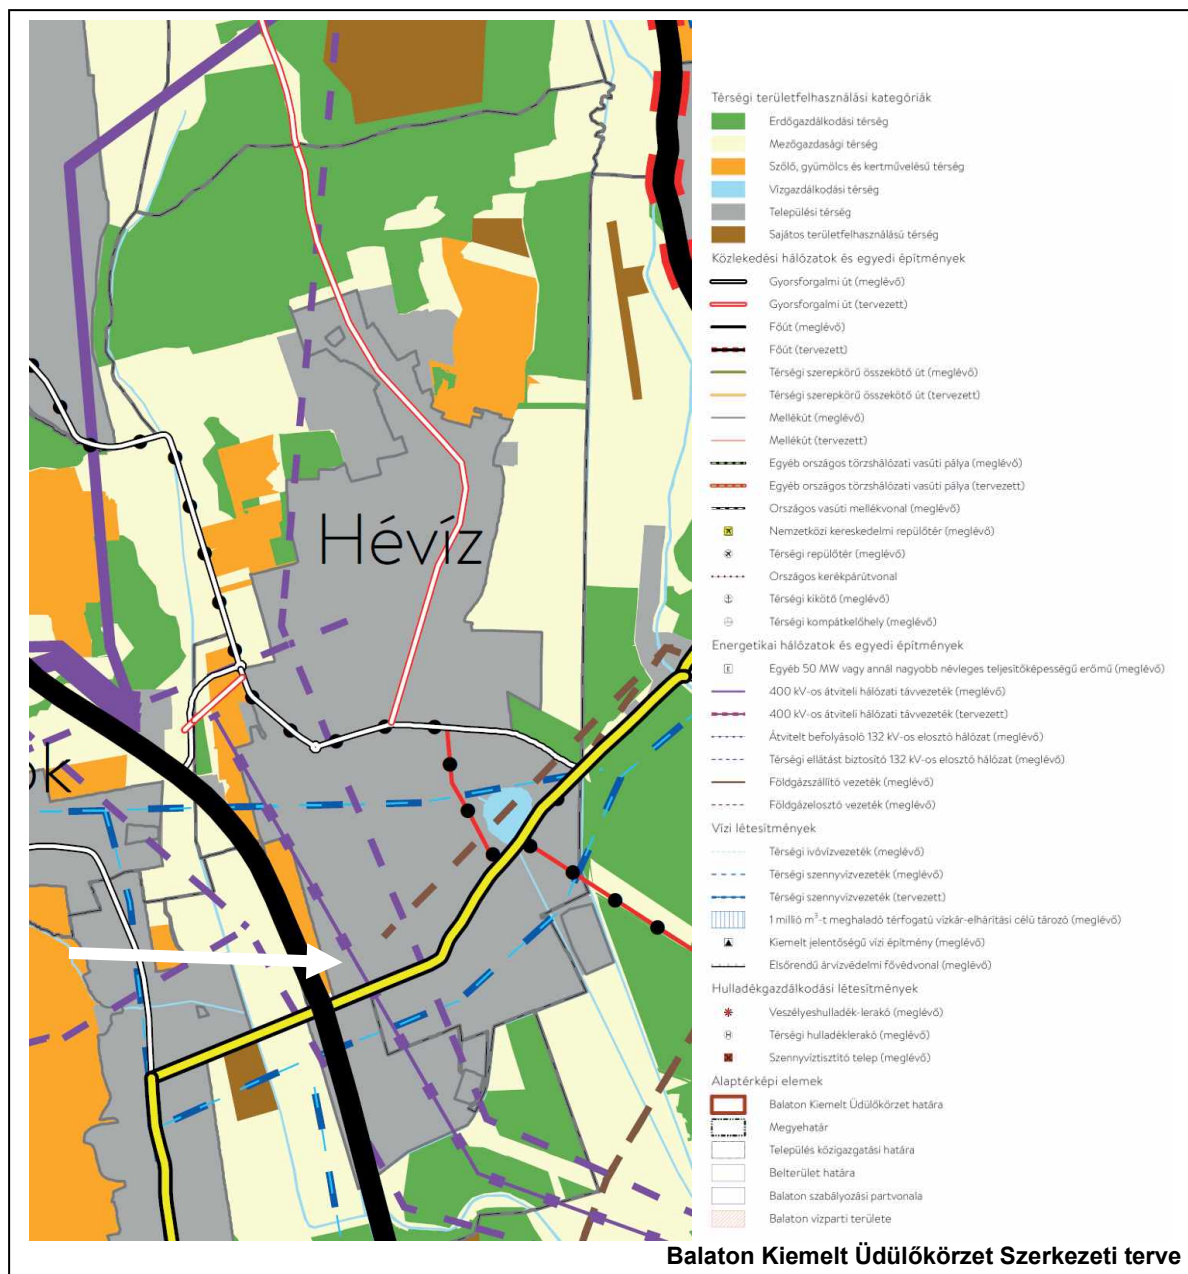 Hévíz
ok
Térségi területfelhasználási kategóriák
Erdőgazdálkodási térség
Mezőgazdasági térség
Szőlő, gyümölcs és kertművelésű térség
Vízgazdálkodási térség
Települési térség
Sajátos területfelhasználású térség
Közlekedési hálózatok és egyedi építmények
Gyorsforgalmi út (meglévő)
Gyorsforgalmi út (tervezett)
Főút (meglévő)
Főút (tervezett)
Térségi szerepkörű összekötő út (meglévő)
Térségi szerepkörű összekötő út (tervezett)
Mellékút (meglévő)
Mellékút (tervezett)
Egyéb országos törzshálózati vasúti pálya (meglévő)
Egyéb országos törzshálózati vasúti pálya (tervezett)
Országos vasúti mellékvonal (meglévő)
Nemzetközi kereskedelmi repülőtér (meglévő)
Térségi repülőtér (meglévő)
Országos kerékpárútvonal
Térségi kikötő (meglévő)
Térségi kompátkelőhely (meglévő)
Energetikai hálózatok és egyedi építmények
E Egyéb 50 MW vagy annál nagyobb névleges teljesítőképességű erőmű (meglévő)
400 kV-os átviteli hálózati távvezeték (meglévő)
400 kV-os átviteli hálózati távvezeték (tervezett)
Átvitelt befolyásoló 132 kV-os elosztó hálózat (meglévő)
Térségi ellátást biztosító 132 kV-os elosztó hálózat (meglévő)
Földgázszállító vezeték (meglévő)
Földgázelosztó vezeték (meglévő)
Vízi létesítmények
Térségi ivóvízvezeték (meglévő)
Térségi szennyvízvezeték (meglévő)
Térségi szennyvízvezeték (tervezett)
1 millió m³-t meghaladó térfogatú vízkár-elhárítási célú tározó (meglévő)
Kiemelt jelentőségű vízi építmény (meglévő)
Elsőrendű árvízvédelmi fővédvonal (meglévő)
Hulladékgazdálkodási létesítmények
Veszélyeshulladék-lerakó (meglévő)
H Térségi hulladéklerakó (meglévő)
Szennyvíztisztító telep (meglévő)
Alaptérképi elemek
Balaton Kiemelt Üdülőkörzet határa
Megyehatár
Település közigazgatási határa
Belterület határa
Balaton szabályozási partvonala
Balaton vízparti területe
Balaton Kiemelt Üdülőkörzet Szerkezeti terve